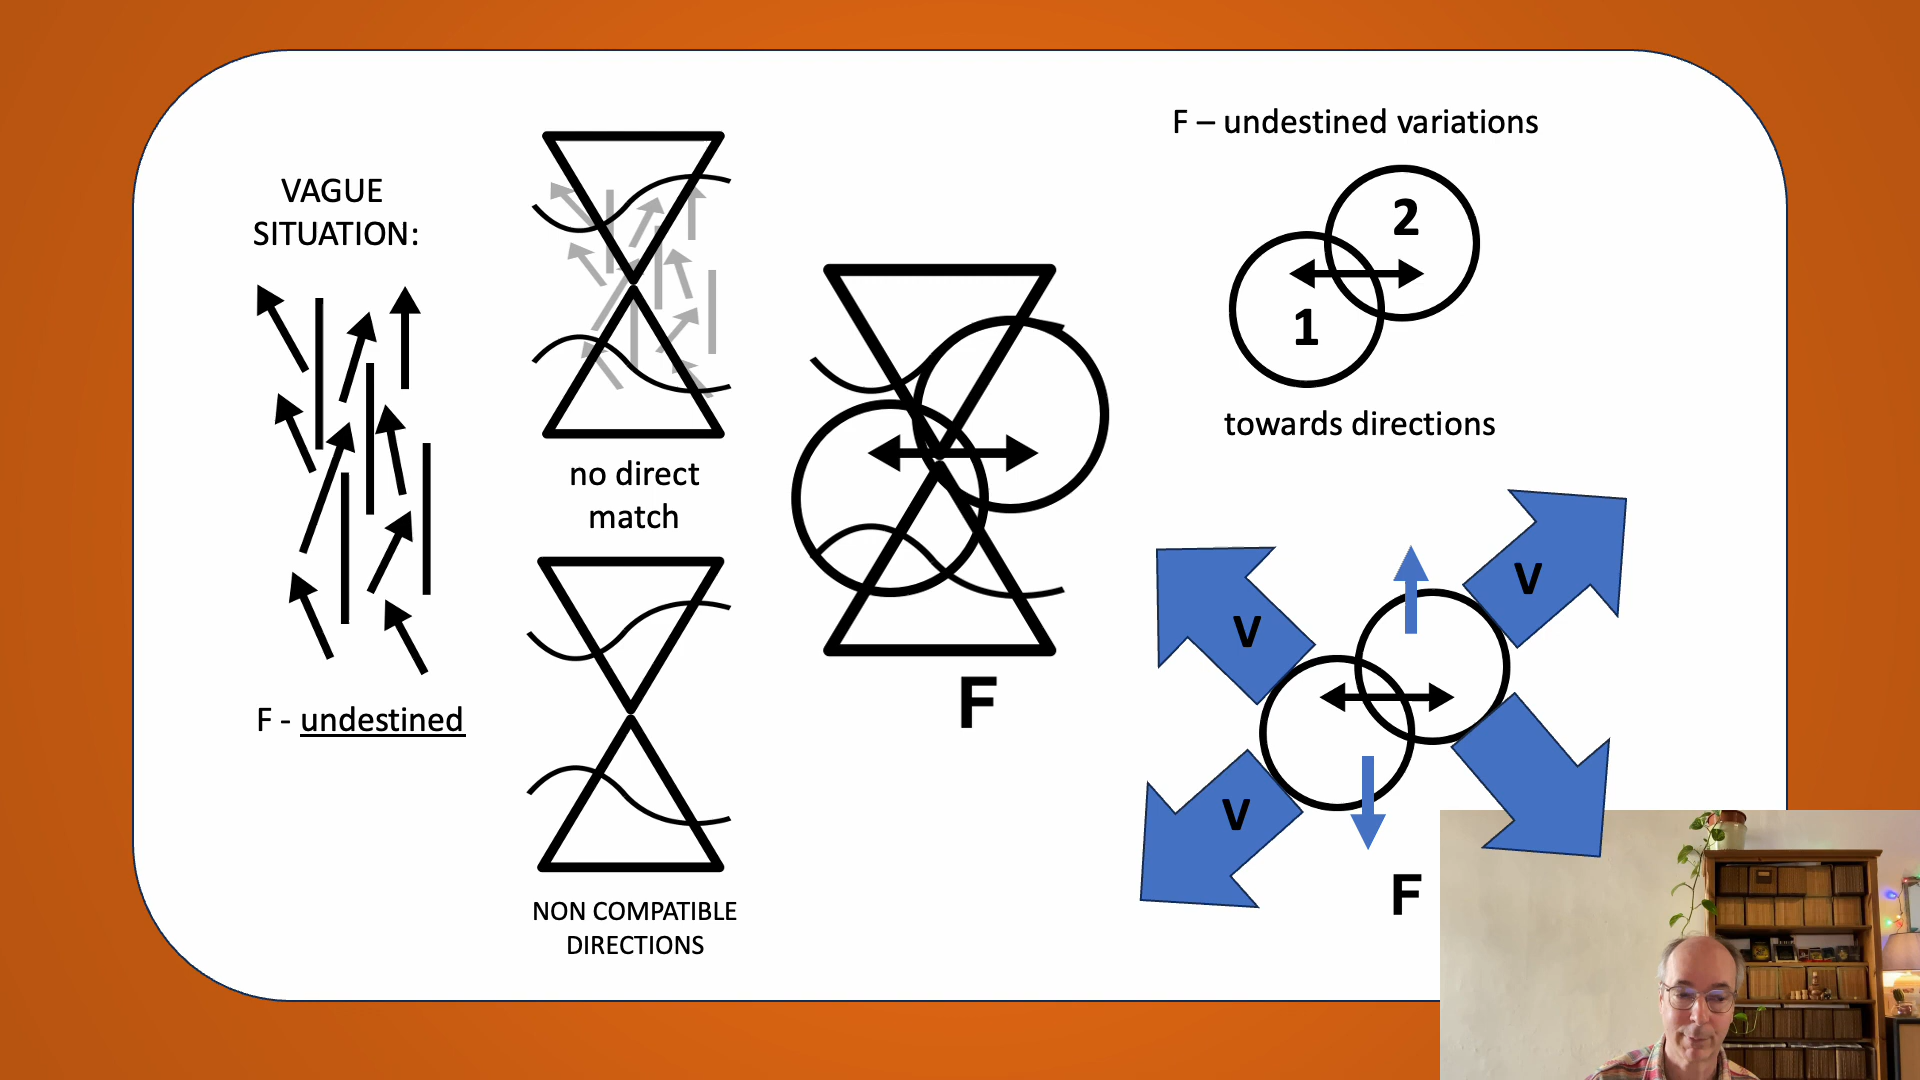 VAGUE
SITUATION:
F - undestined
no direct
match
NON COMPATIBLE
DIRECTIONS
F
F – undestined variations
2
1
towards directions
V
V
V
F